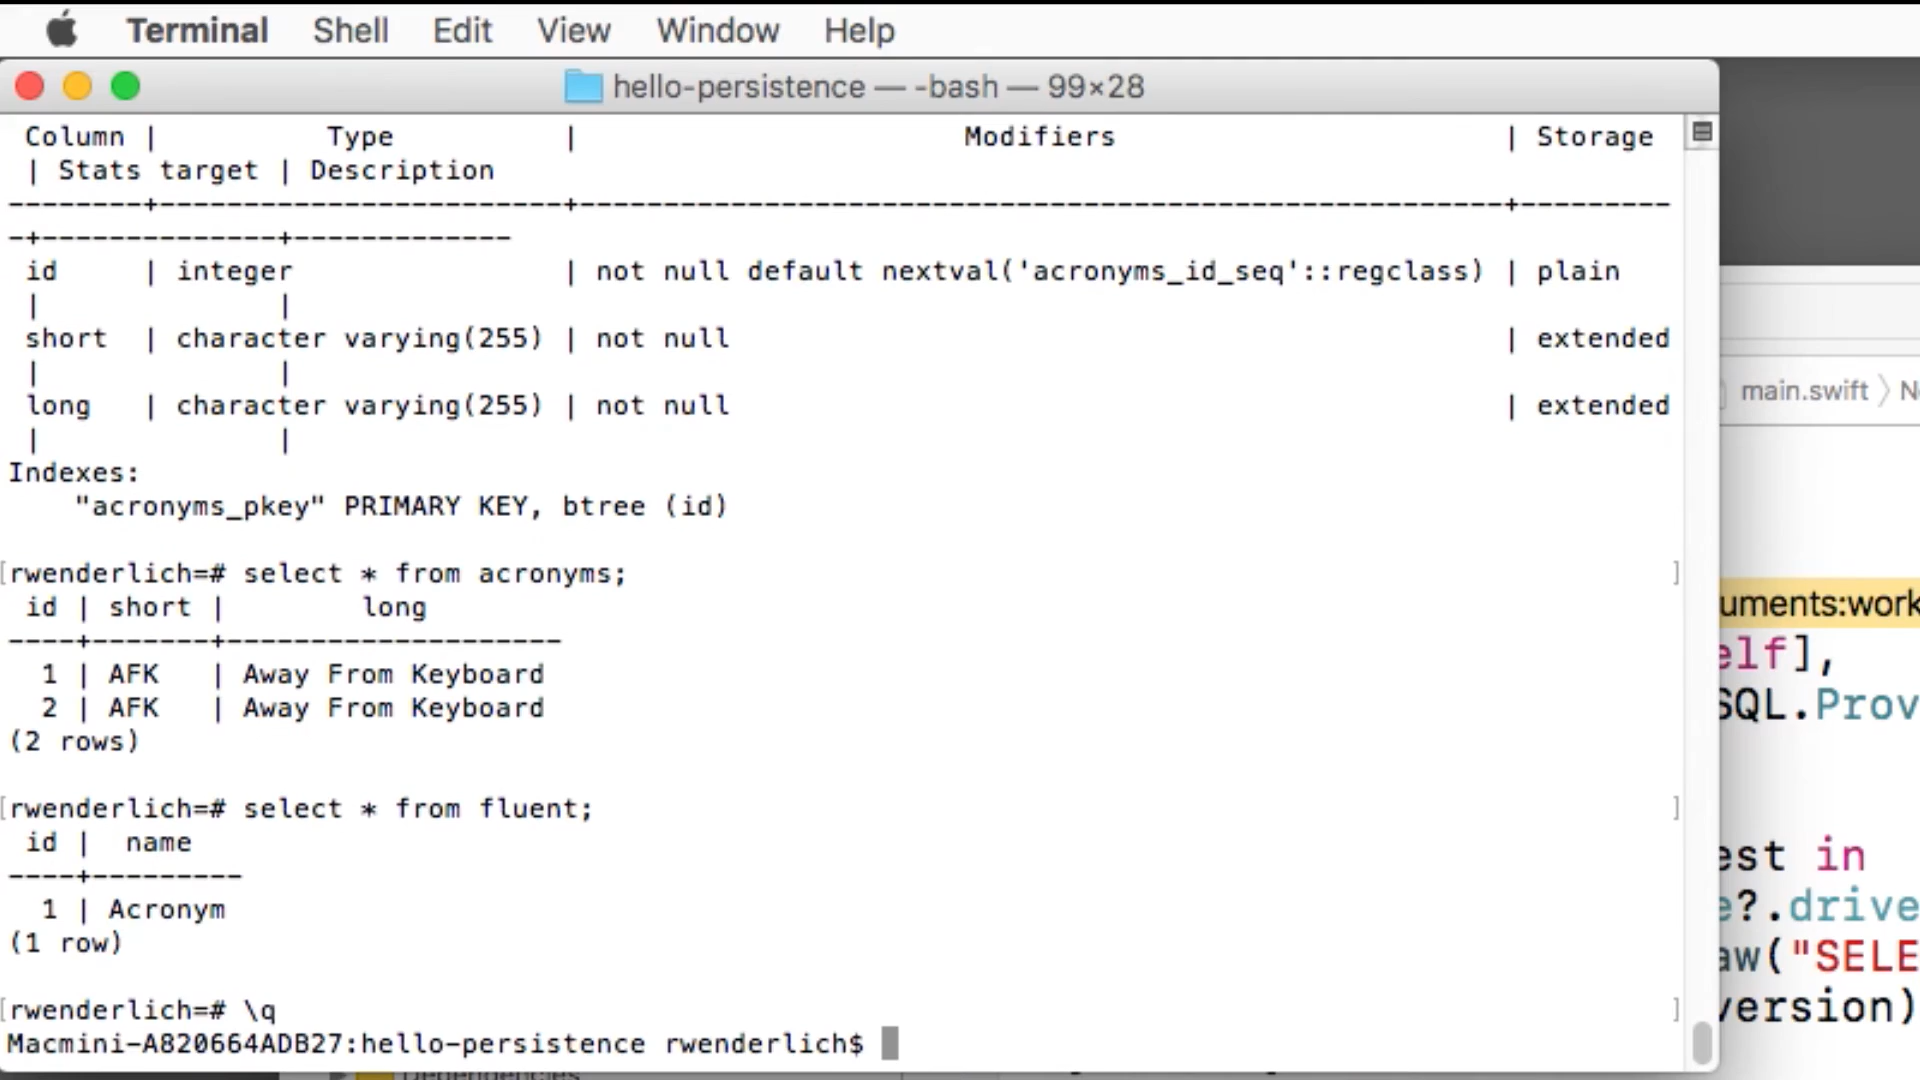 Terminal Shell Edit View Window Help
hello-persistence — -bash — 99×28
Column | Type | Modifiers | Storage
| Stats target | Description
--------+------------------------+-------------------------------------------------------+---------
-+--------------+-------------
id | integer | not null default nextval('acronyms_id_seq'::regclass) | plain
| |
short | character varying(255) | not null | extended
| |
long | character varying(255) | not null | extended
| |
Indexes:
"acronyms_pkey" PRIMARY KEY, btree (id)
[rwenderlich=# select * from acronyms; ]
id | short | long
----+-------+--------------------
1 | AFK | Away From Keyboard
2 | AFK | Away From Keyboard
(2 rows)
[rwenderlich=# select * from fluent; ]
id | name
----+---------
1 | Acronym
(1 row)
[rwenderlich=# \q ]
Macmini-A820664ADB27:hello-persistence rwenderlich$
main.swift 〉N
uments:work
elf],
SQL.Prov
est in
e?.drive
aw("SELE
version)